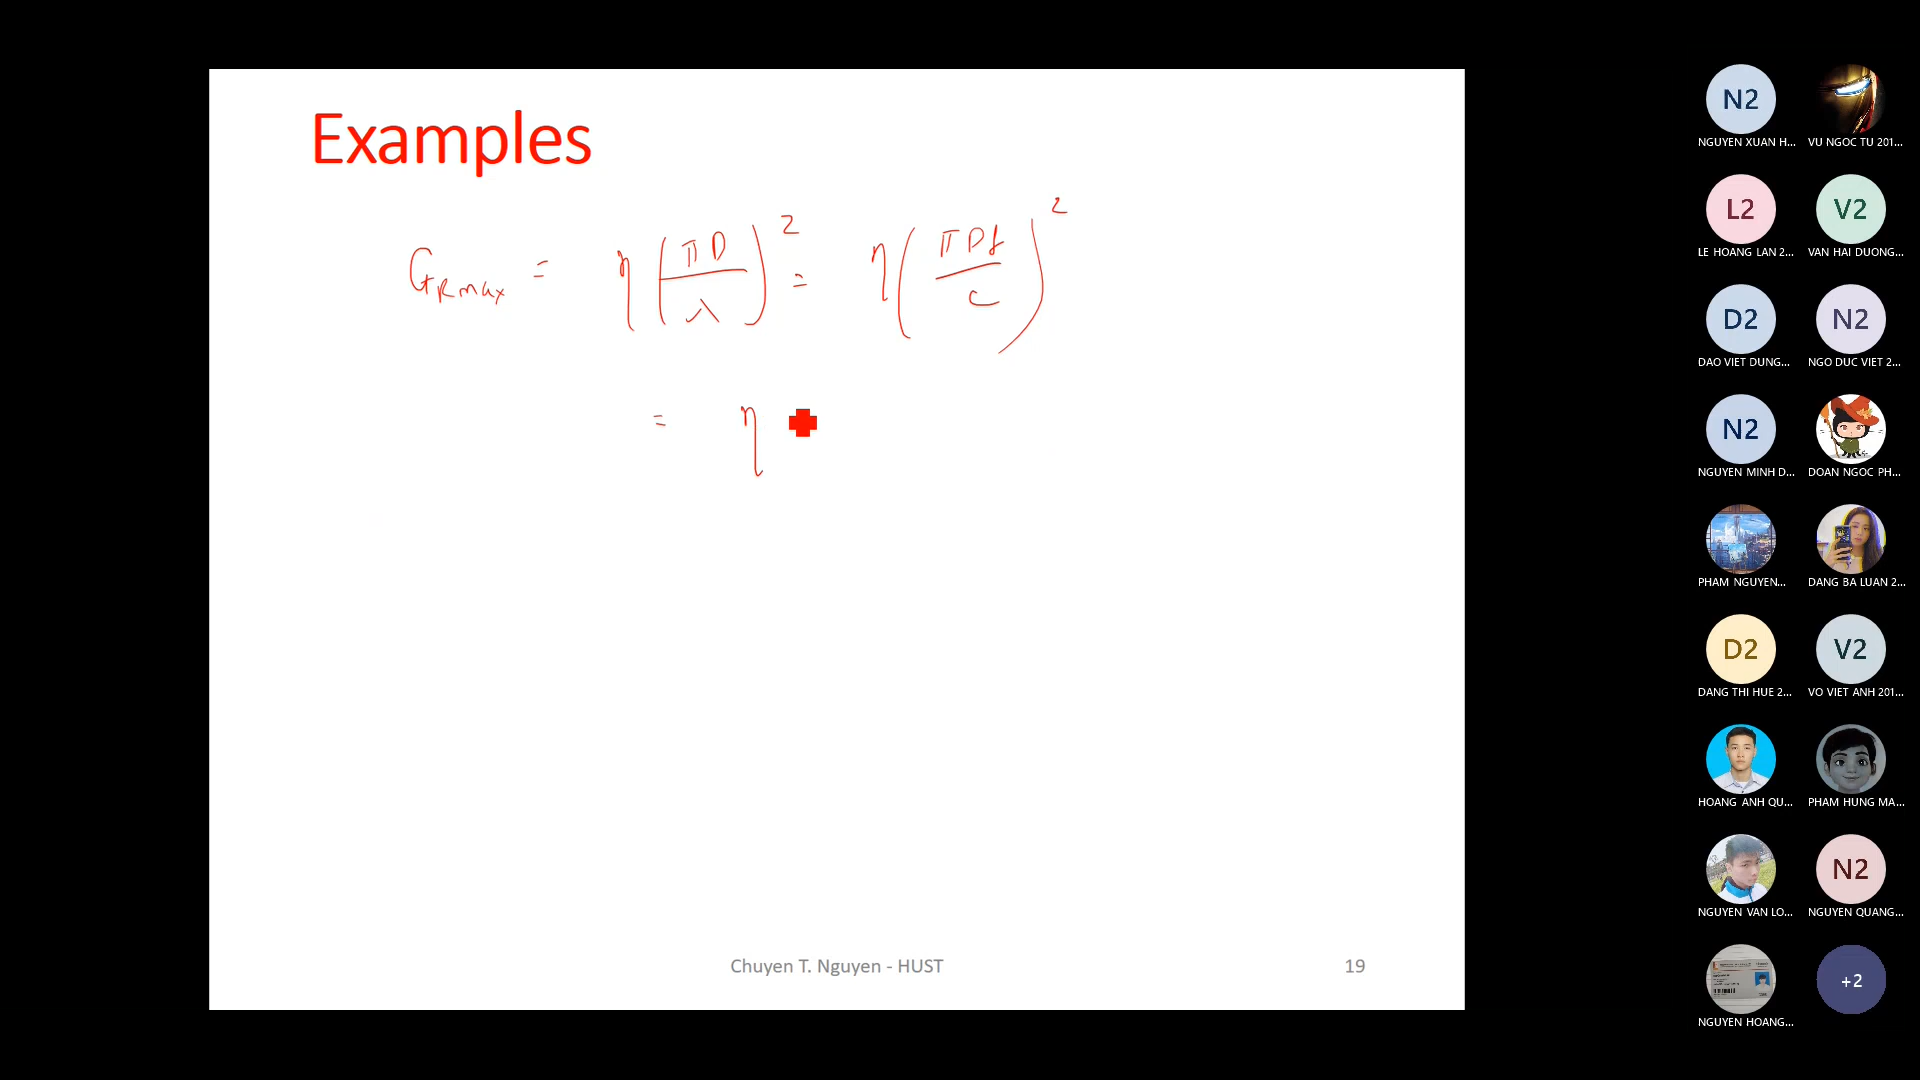 Examples
G_Rmax = η (πD/λ)² = η (πDf/c)²
= η
Chuyen T. Nguyen - HUST
19
N2
NGUYEN XUAN H...
VU NGOC TU 201...
L2
V2
LE HOANG LAN 2...
VAN HAI DUONG...
D2
N2
DAO VIET DUNG...
NGO DUC VIET 2...
N2
NGUYEN MINH D...
DOAN NGOC PH...
PHAM NGUYEN...
DANG BA LUAN 2...
D2
V2
DANG THI HUE 2...
VO VIET ANH 201...
HOANG ANH QU...
PHAM HUNG MA...
N2
NGUYEN VAN LO...
NGUYEN QUANG...
+2
NGUYEN HOANG...